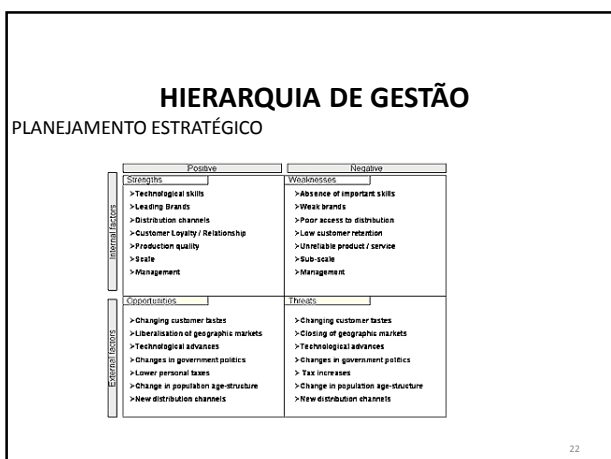 HIERARQUIA DE GESTÃO
PLANEJAMENTO ESTRATÉGICO
Positive
Negative
Internal factors
Strengths
➢Technological skills
➢Leading Brands
➢Distribution channels
➢Customer Loyalty / Relationship
➢Production quality
➢Scale
➢Management
Weaknesses
➢Absence of important skills
➢Weak brands
➢Poor access to distribution
➢Low customer retention
➢Unreliable product / service
➢Sub-scale
➢Management
External factors
Opportunities
➢Changing customer tastes
➢Liberalisation of geographic markets
➢Technological advances
➢Changes in government politics
➢Lower personal taxes
➢Change in population age-structure
➢New distribution channels
Threats
➢Changing customer tastes
➢Closing of geographic markets
➢Technological advances
➢Changes in government politics
➢Tax increases
➢Change in population age-structure
➢New distribution channels
22